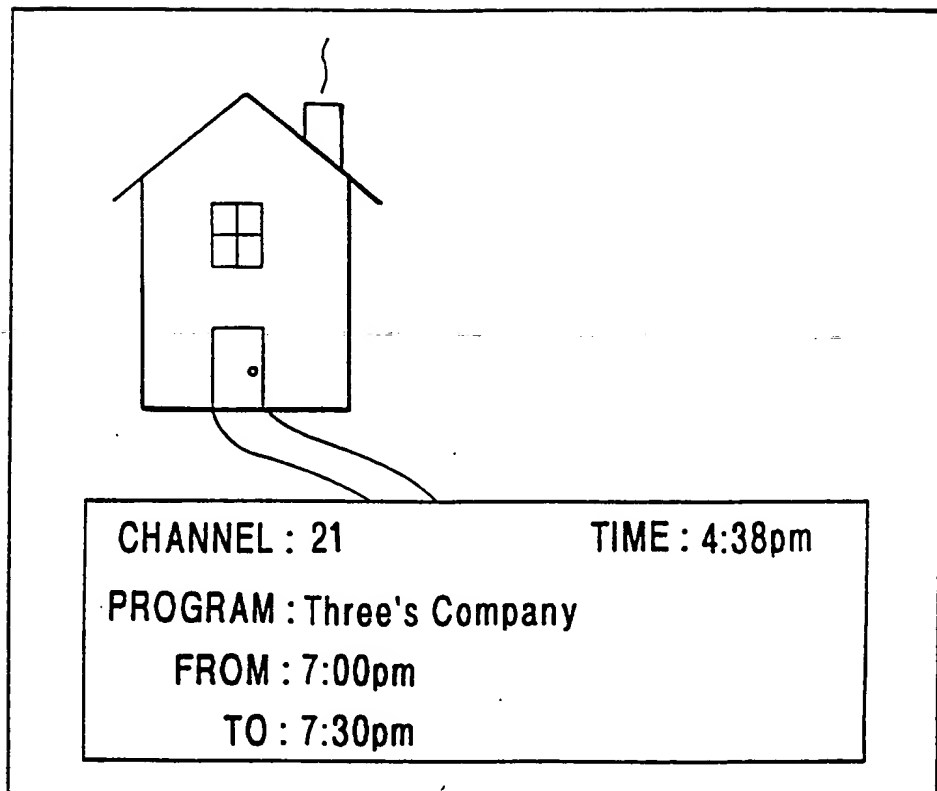 CHANNEL : 21 TIME : 4:38pm
PROGRAM : Three's Company
FROM : 7:00pm
TO : 7:30pm